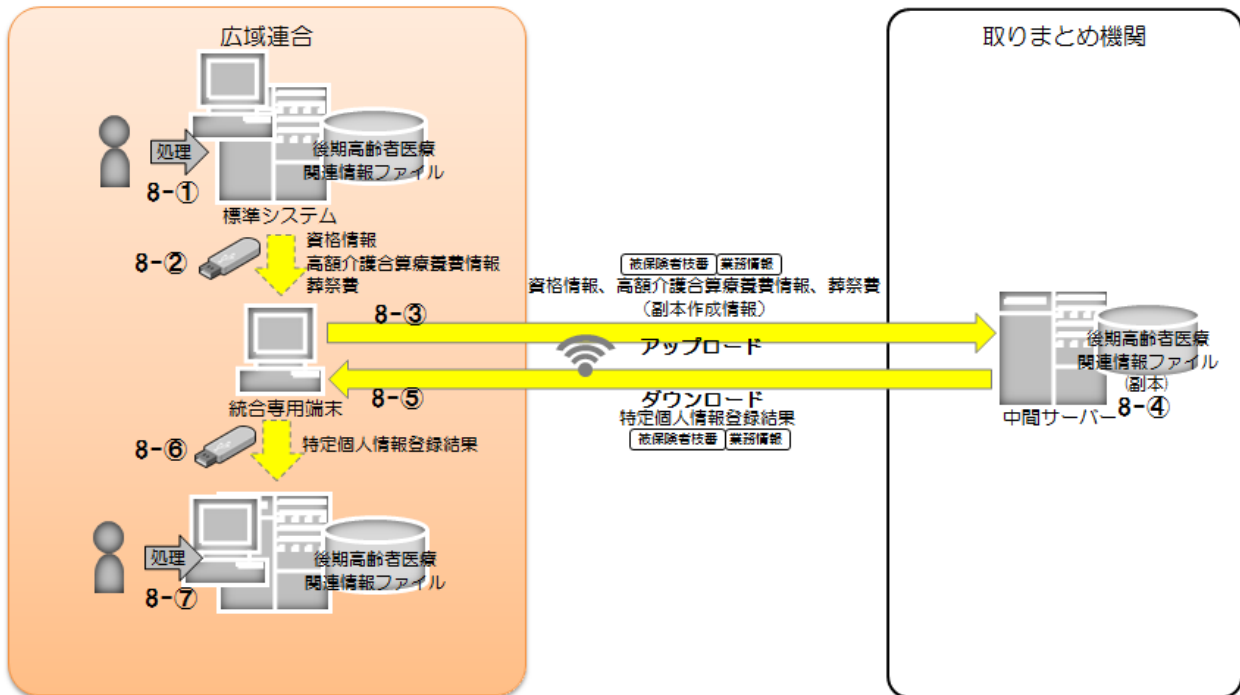 広域連合
取りまとめ機関
処理
後期高齢者医療
関連情報ファイル
8-①
標準システム
8-②
資格情報
高額介護合算療養費情報
葬祭費
被保険者枝番 業務情報
資格情報、高額介護合算療養費情報、葬祭費
(副本作成情報)
8-③
アップロード
後期高齢者医療
関連情報ファイル
(副本)
中間サーバー
8-④
統合専用端末
8-⑤
ダウンロード
特定個人情報登録結果
被保険者枝番 業務情報
8-⑥
特定個人情報登録結果
処理
後期高齢者医療
関連情報ファイル
8-⑦